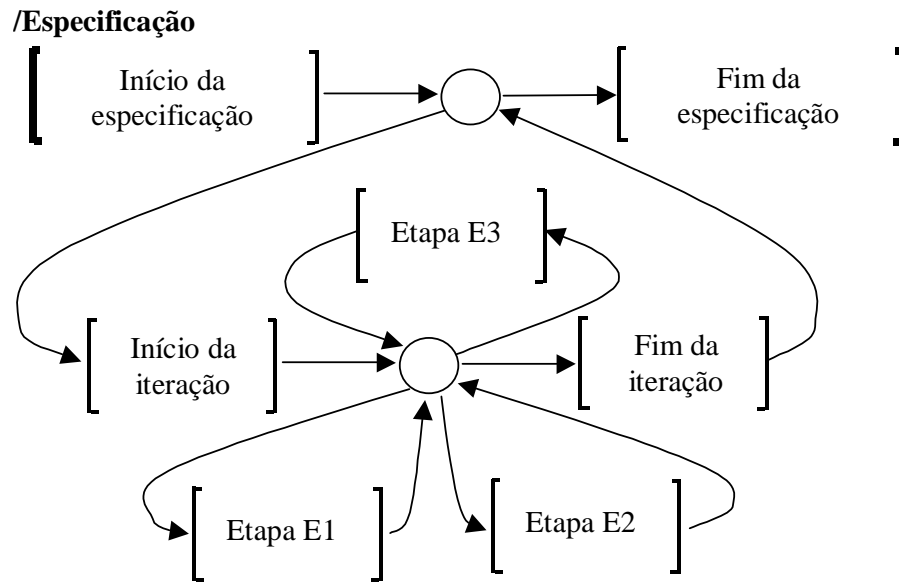 /Especificação
Início da
especificação
Fim da
especificação
Etapa E3
Início da
iteração
Fim da
iteração
Etapa E1
Etapa E2